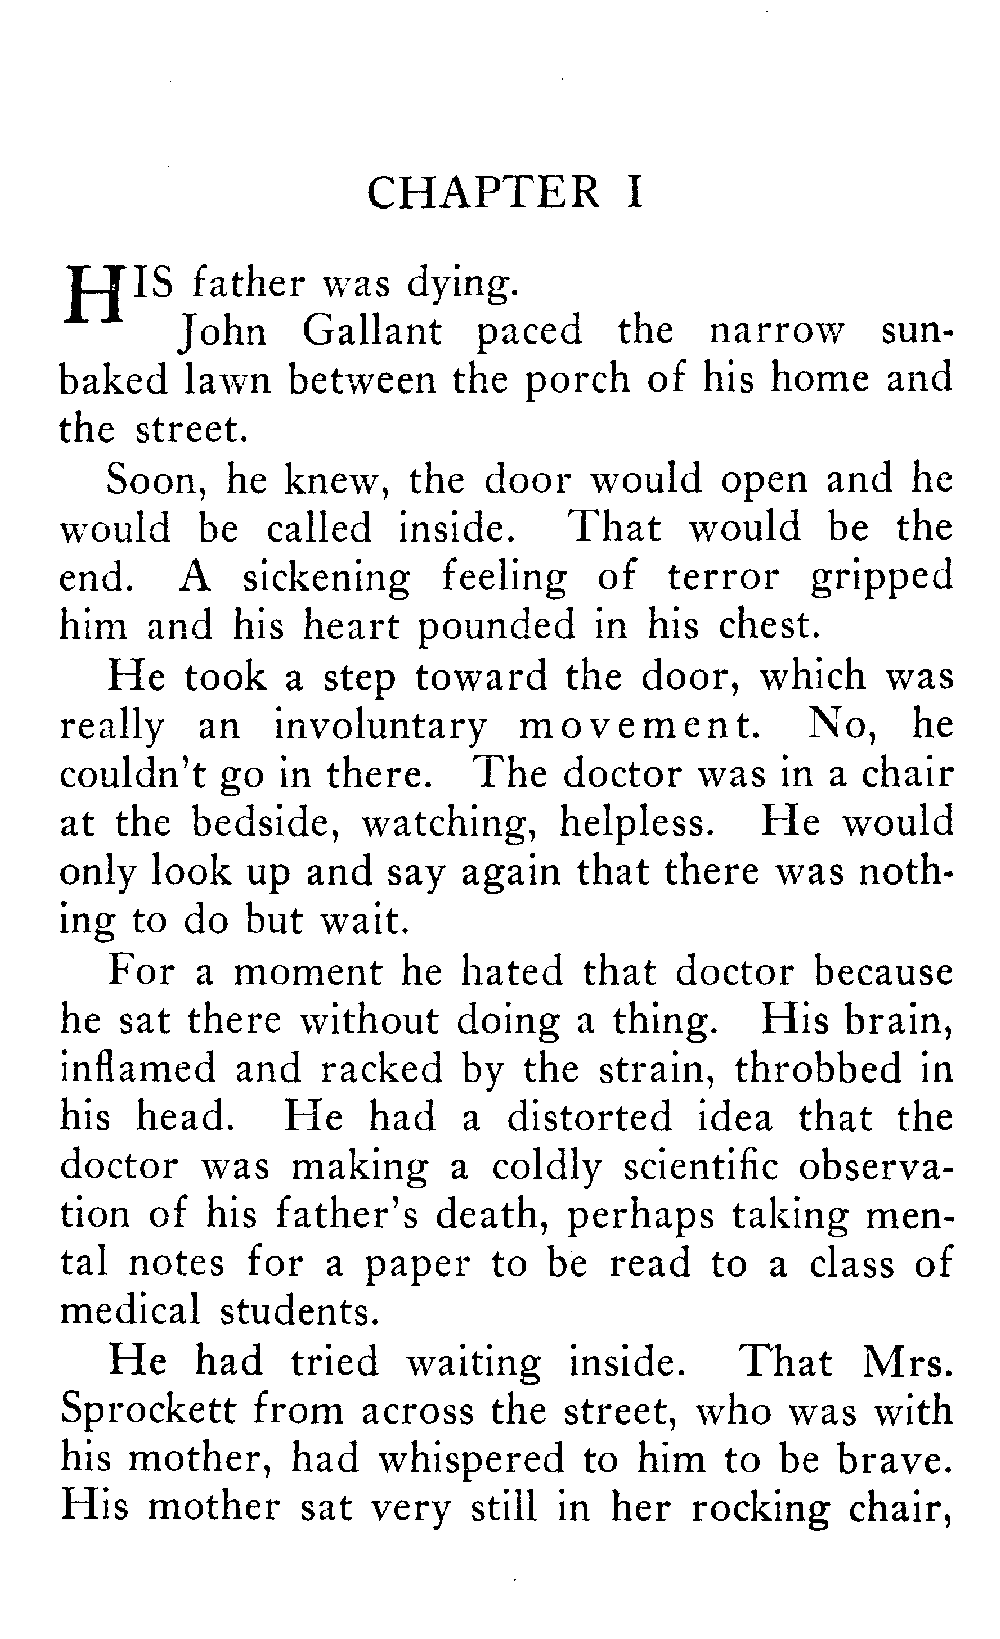 CHAPTER I
HIS father was dying.
John Gallant paced the narrow sun-
baked lawn between the porch of his home and
the street.
Soon, he knew, the door would open and he
would be called inside. That would be the
end. A sickening feeling of terror gripped
him and his heart pounded in his chest.
He took a step toward the door, which was
really an involuntary movement. No, he
couldn't go in there. The doctor was in a chair
at the bedside, watching, helpless. He would
only look up and say again that there was noth-
ing to do but wait.
For a moment he hated that doctor because
he sat there without doing a thing. His brain,
inflamed and racked by the strain, throbbed in
his head. He had a distorted idea that the
doctor was making a coldly scientific observa-
tion of his father's death, perhaps taking men-
tal notes for a paper to be read to a class of
medical students.
He had tried waiting inside. That Mrs.
Sprockett from across the street, who was with
his mother, had whispered to him to be brave.
His mother sat very still in her rocking chair,